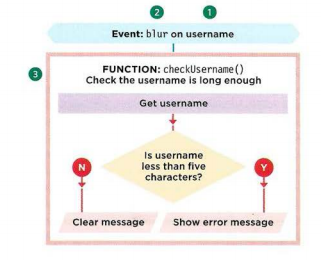 2 1
Event: blur on username
3
FUNCTION: checkUsername()
Check the username is long enough
Get username
Is username
less than five
characters?
N
Y
Clear message
Show error message